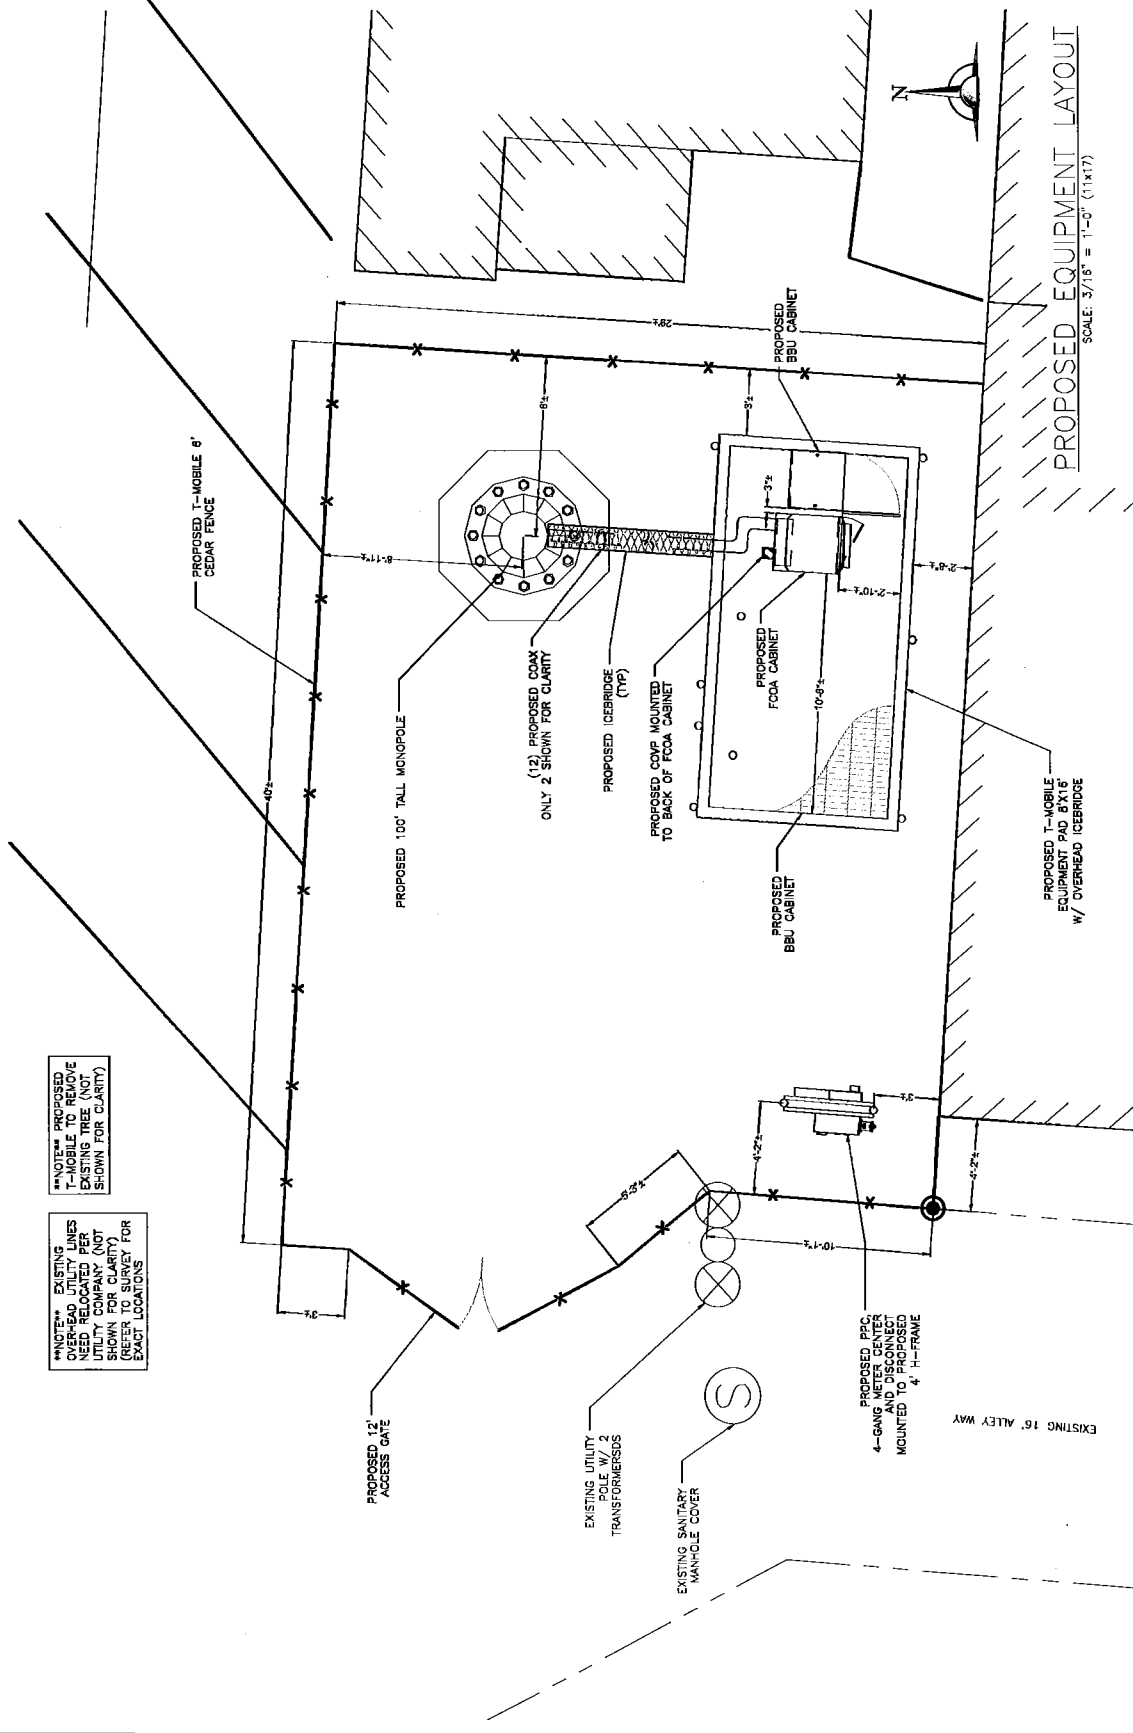 **NOTE** EXISTING
OVERHEAD UTILITY LINES
NEED RELOCATED PER
UTILITY COMPANY (NOT
SHOWN FOR CLARITY)
(REFER TO SURVEY FOR
EXACT LOCATIONS
**NOTE** PROPOSED
T-MOBILE TO REMOVE
EXISTING TREE (NOT
SHOWN FOR CLARITY)
PROPOSED T-MOBILE 6'
CEDAR FENCE
40'±
3'±
29'±
8'-11"±
8'±
PROPOSED 12'
ACCESS GATE
PROPOSED 100' TALL MONOPOLE
(12) PROPOSED COAX
ONLY 2 SHOWN FOR CLARITY
PROPOSED ICEBRIDGE
(TYP)
EXISTING UTILITY
POLE W/ 2
TRANSFORMERSDS
PROPOSED COVP MOUNTED
TO BACK OF FCOA CABINET
EXISTING SANITARY
MANHOLE COVER
S
10'-1"±
4'-2"±
3'±
3"±
PROPOSED
FCOA CABINET
PROPOSED
BBU CABINET
PROPOSED
BBU CABINET
10'-8"±
2'-10"±
2'-8"±
3'±
4'-2"±
PROPOSED PPC,
4-GANG METER CENTER
AND DISCONNECT
MOUNTED TO PROPOSED
4' H-FRAME
N
EXISTING 16' ALLEY WAY
PROPOSED T-MOBILE
EQUIPMENT PAD 8'X16'
W/ OVERHEAD ICEBRIDGE
PROPOSED EQUIPMENT LAYOUT
SCALE: 3/16" = 1'-0" (11x17)